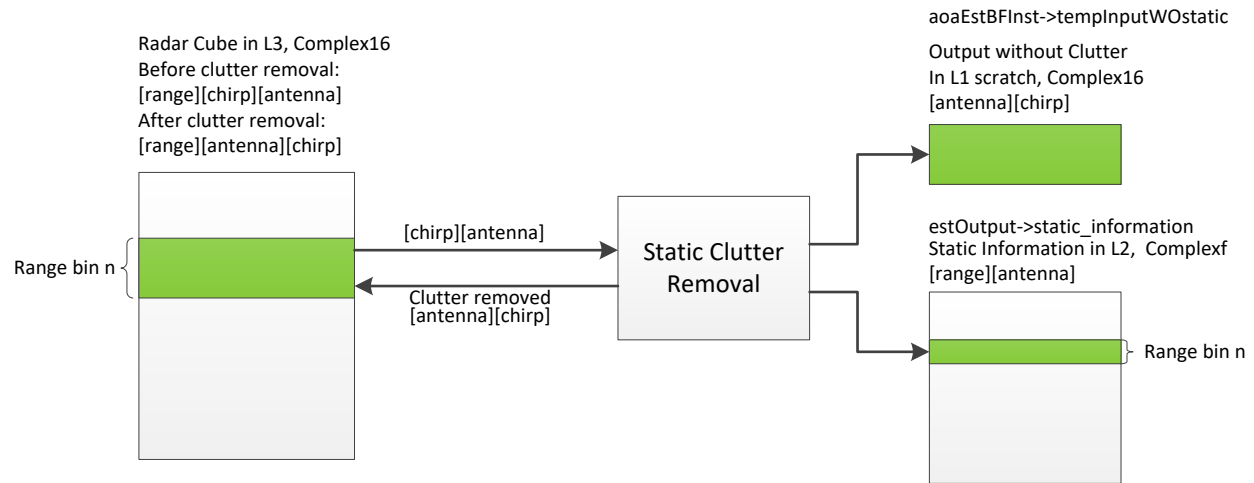 Radar Cube in L3, Complex16
Before clutter removal:
[range][chirp][antenna]
After clutter removal:
[range][antenna][chirp]
Range bin n
[chirp][antenna]
Clutter removed
[antenna][chirp]
Static Clutter
Removal
aoaEstBFInst->tempInputWOstatic
Output without Clutter
In L1 scratch, Complex16
[antenna][chirp]
estOutput->static_information
Static Information in L2,  Complexf
[range][antenna]
Range bin n